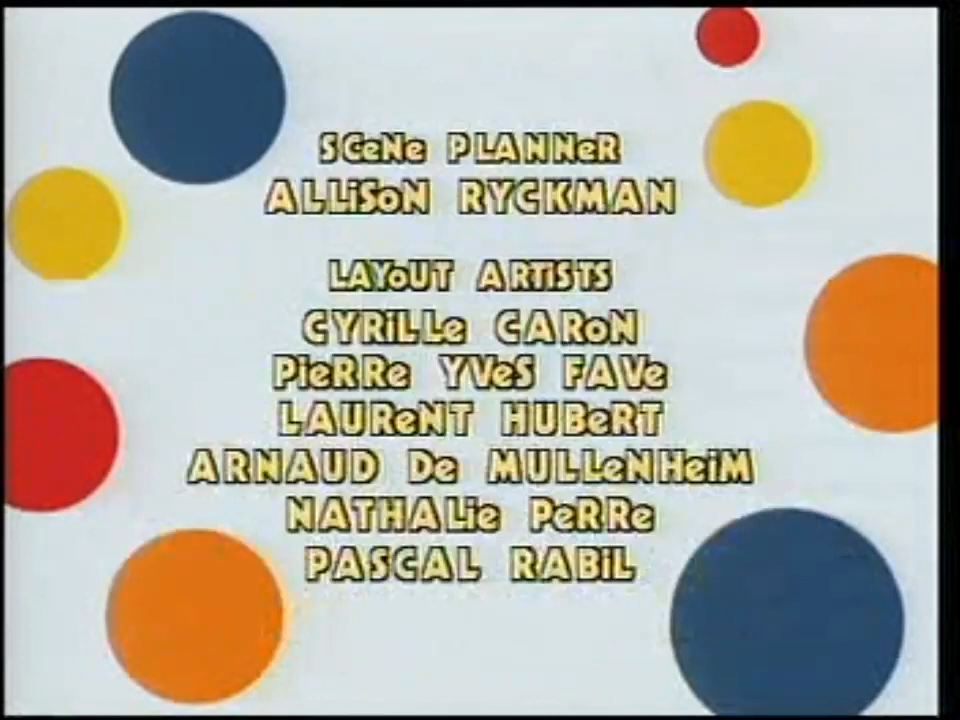 SCeNe PLANNeR
ALLiSoN RYCKMAN
LAYoUT ARTiSTS
CYRiLLe CARoN
PieRRe YVeS FAVe
LAUReNT HUBeRT
ARNAUD De MULLeNHeiM
NATHALie PeRRe
PASCAL RABiL